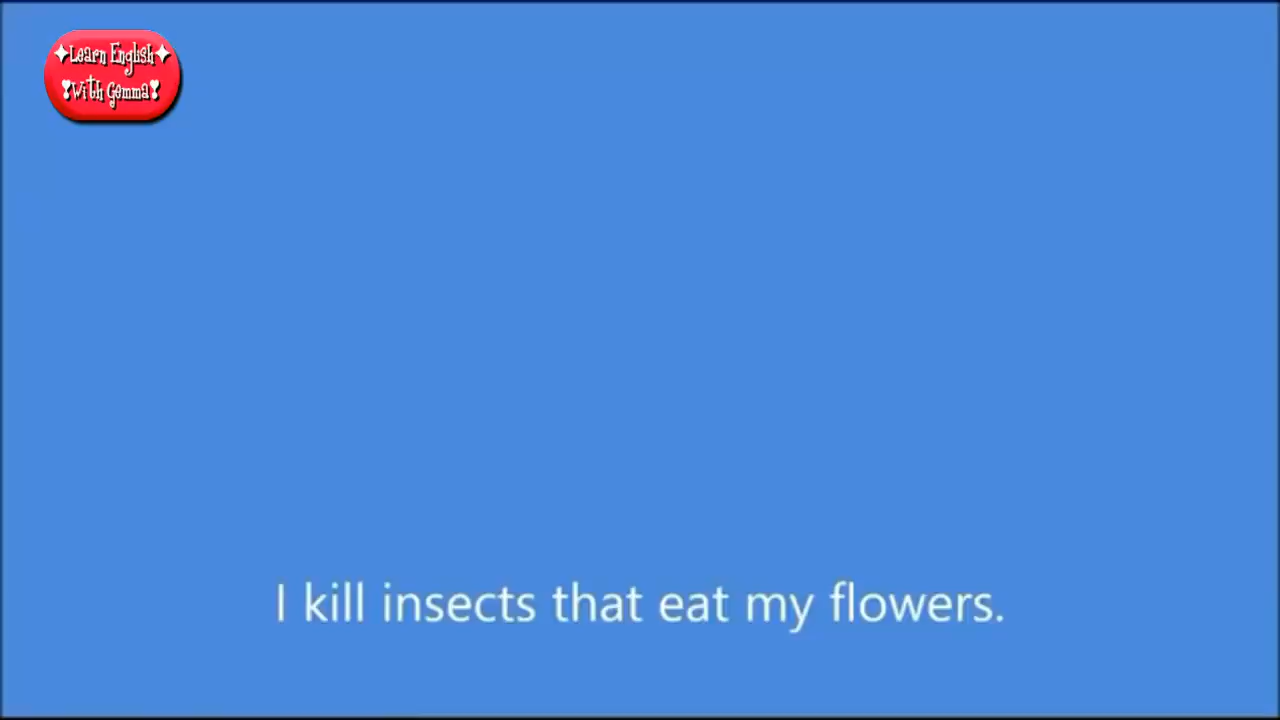 ✦Learn English✦
❣With Gemma❣
I kill insects that eat my flowers.